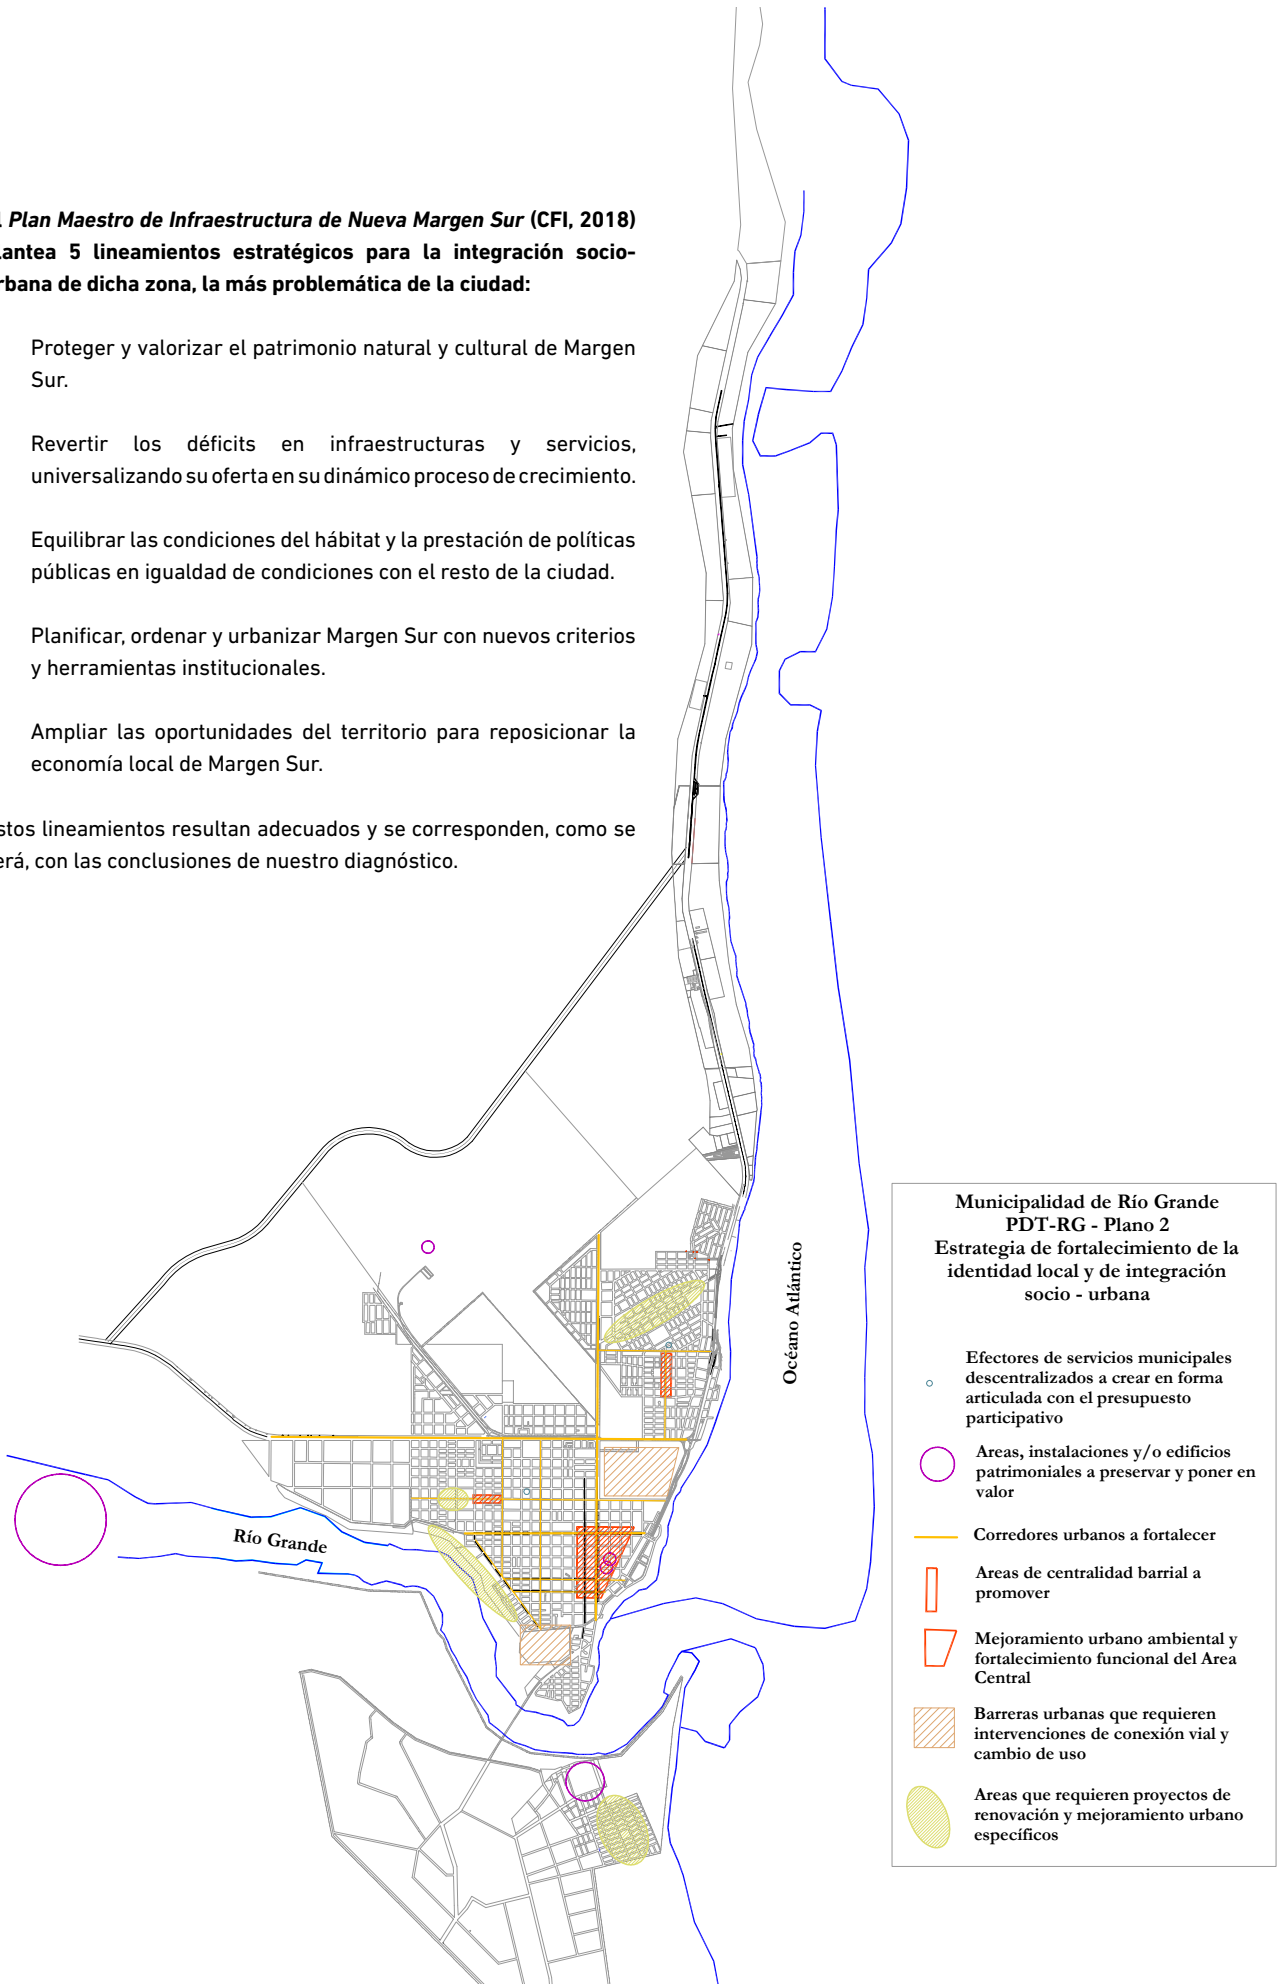 l Plan Maestro de Infraestructura de Nueva Margen Sur (CFI, 2018)
lantea 5 lineamientos estratégicos para la integración socio-
rbana de dicha zona, la más problemática de la ciudad:
Proteger y valorizar el patrimonio natural y cultural de Margen
Sur.
Revertir los déficits en infraestructuras y servicios,
universalizando su oferta en su dinámico proceso de crecimiento.
Equilibrar las condiciones del hábitat y la prestación de políticas
públicas en igualdad de condiciones con el resto de la ciudad.
Planificar, ordenar y urbanizar Margen Sur con nuevos criterios
y herramientas institucionales.
Ampliar las oportunidades del territorio para reposicionar la
economía local de Margen Sur.
stos lineamientos resultan adecuados y se corresponden, como se
erá, con las conclusiones de nuestro diagnóstico.
Océano Atlántico
Río Grande
Municipalidad de Río Grande
PDT-RG - Plano 2
Estrategia de fortalecimiento de la
identidad local y de integración
socio - urbana
Efectores de servicios municipales
descentralizados a crear en forma
articulada con el presupuesto
participativo
Areas, instalaciones y/o edificios
patrimoniales a preservar y poner en
valor
Corredores urbanos a fortalecer
Areas de centralidad barrial a
promover
Mejoramiento urbano ambiental y
fortalecimiento funcional del Area
Central
Barreras urbanas que requieren
intervenciones de conexión vial y
cambio de uso
Areas que requieren proyectos de
renovación y mejoramiento urbano
específicos